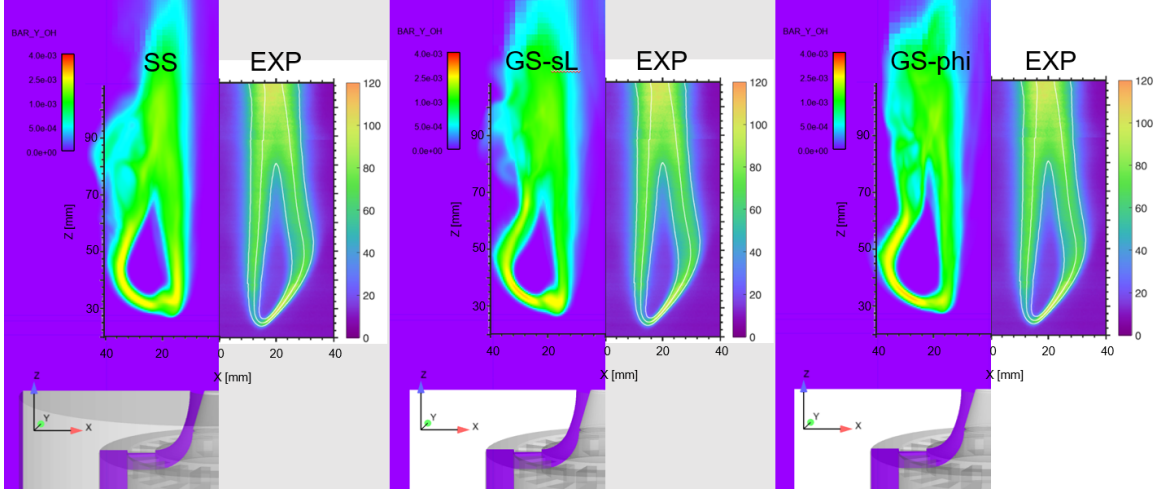 BAR_Y_OH
4.0e-03
2.5e-03
1.0e-03
5.0e-04
0.0e+00
SS
EXP
120
100
80
60
40
20
0
90
70
50
30
Z [mm]
40
20
0
20
40
X [mm]
Z
Y
X
BAR_Y_OH
4.0e-03
2.5e-03
1.0e-03
5.0e-04
0.0e+00
GS-sL
EXP
120
100
80
60
40
20
0
90
70
50
30
Z [mm]
40
20
0
20
40
X [mm]
Z
Y
X
BAR_Y_OH
4.0e-03
2.5e-03
1.0e-03
5.0e-04
0.0e+00
GS-phi
EXP
120
100
80
60
40
20
0
90
70
50
30
Z [mm]
40
20
0
20
40
X [mm]
Z
Y
X